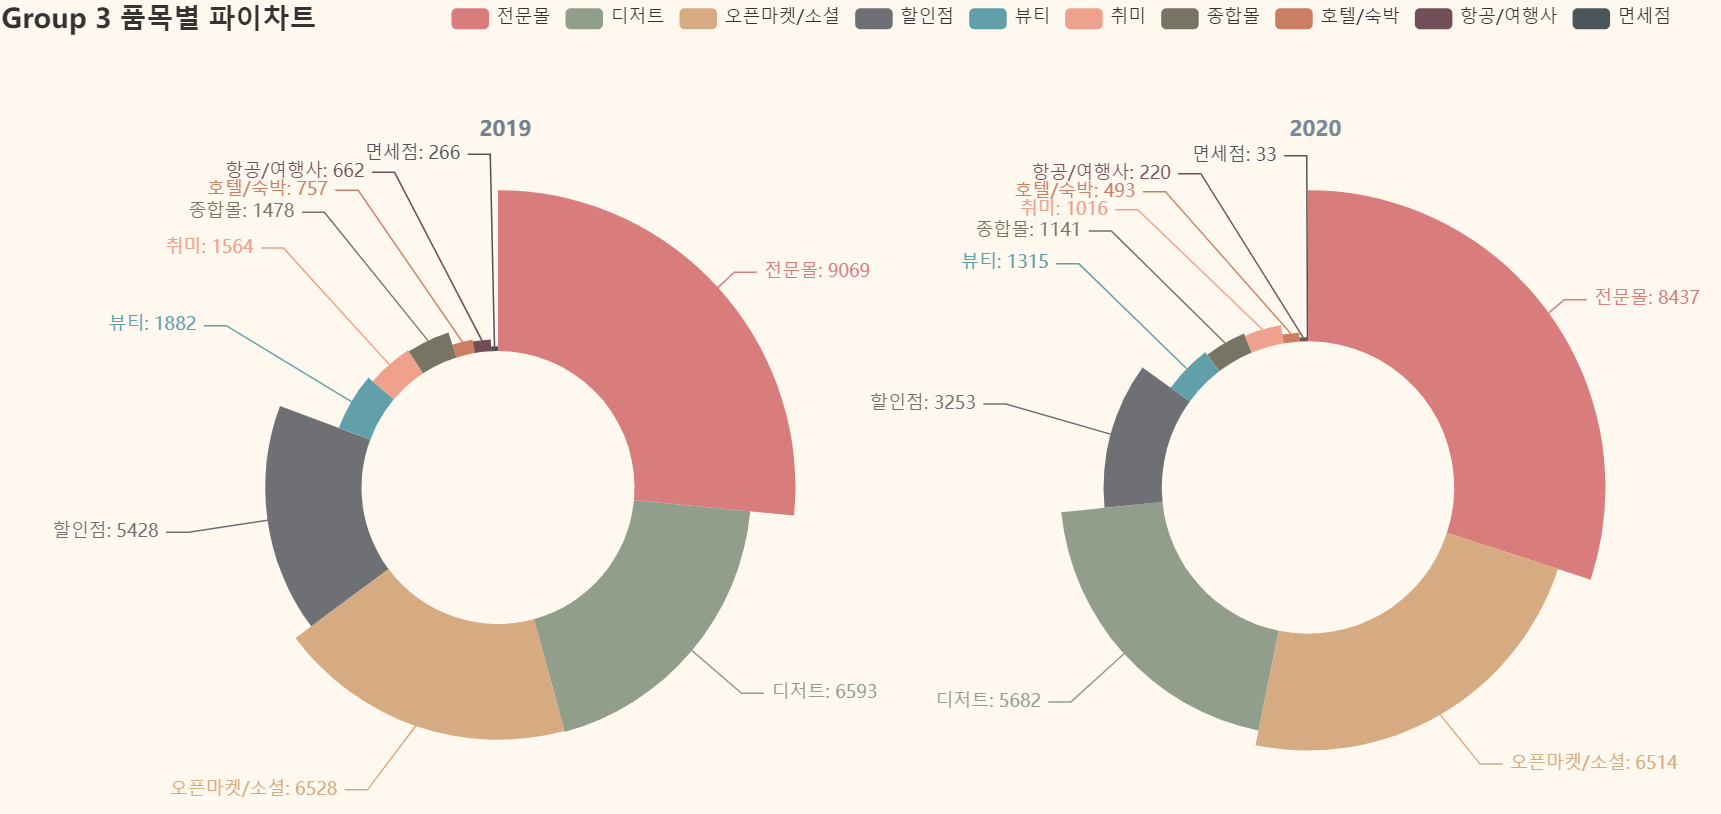 Group 3 품목별 파이차트
전문몰 디저트 오픈마켓/소셜 할인점 뷰티 취미 종합몰 호텔/숙박 항공/여행사 면세점
2019
면세점: 266
항공/여행사: 662
호텔/숙박: 757
종합몰: 1478
취미: 1564
뷰티: 1882
할인점: 5428
오픈마켓/소셜: 6528
디저트: 6593
전문몰: 9069
2020
면세점: 33
항공/여행사: 220
호텔/숙박: 493
취미: 1016
종합몰: 1141
뷰티: 1315
할인점: 3253
디저트: 5682
오픈마켓/소셜: 6514
전문몰: 8437